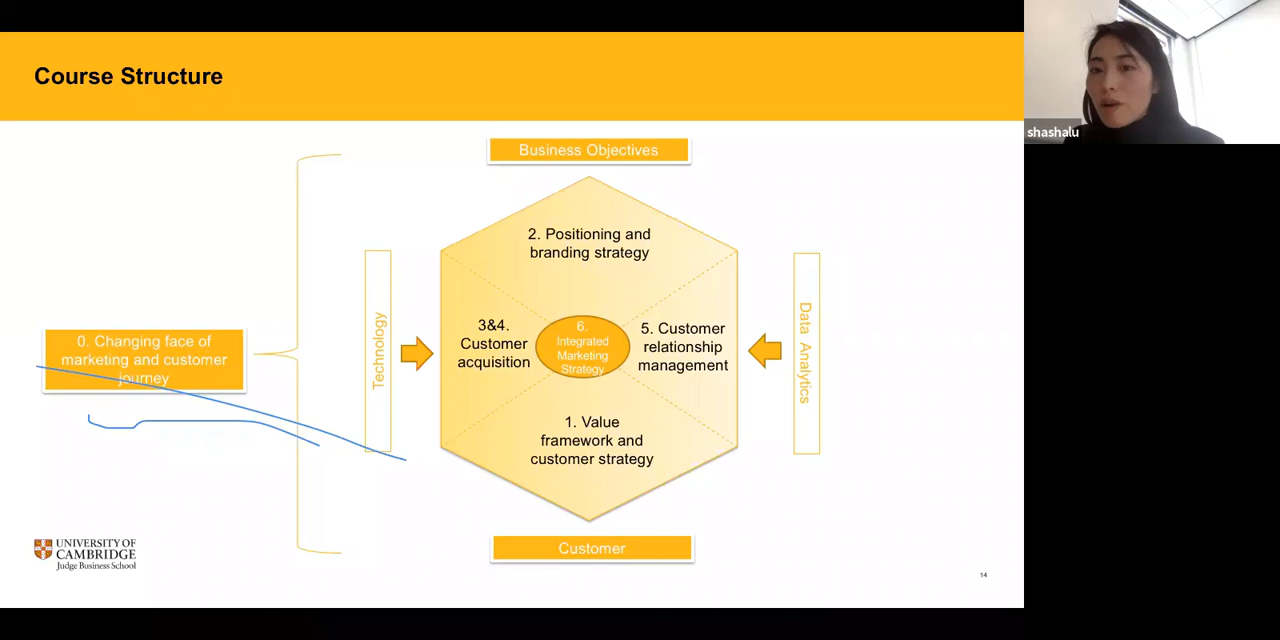 Course Structure
shashalu
Business Objectives
2. Positioning and
branding strategy
Technology
3&4.
Customer
acquisition
6.
Integrated
Marketing
Strategy
5. Customer
relationship
management
Data Analytics
0. Changing face of
marketing and customer
journey
1. Value
framework and
customer strategy
Customer
UNIVERSITY OF
CAMBRIDGE
Judge Business School
14